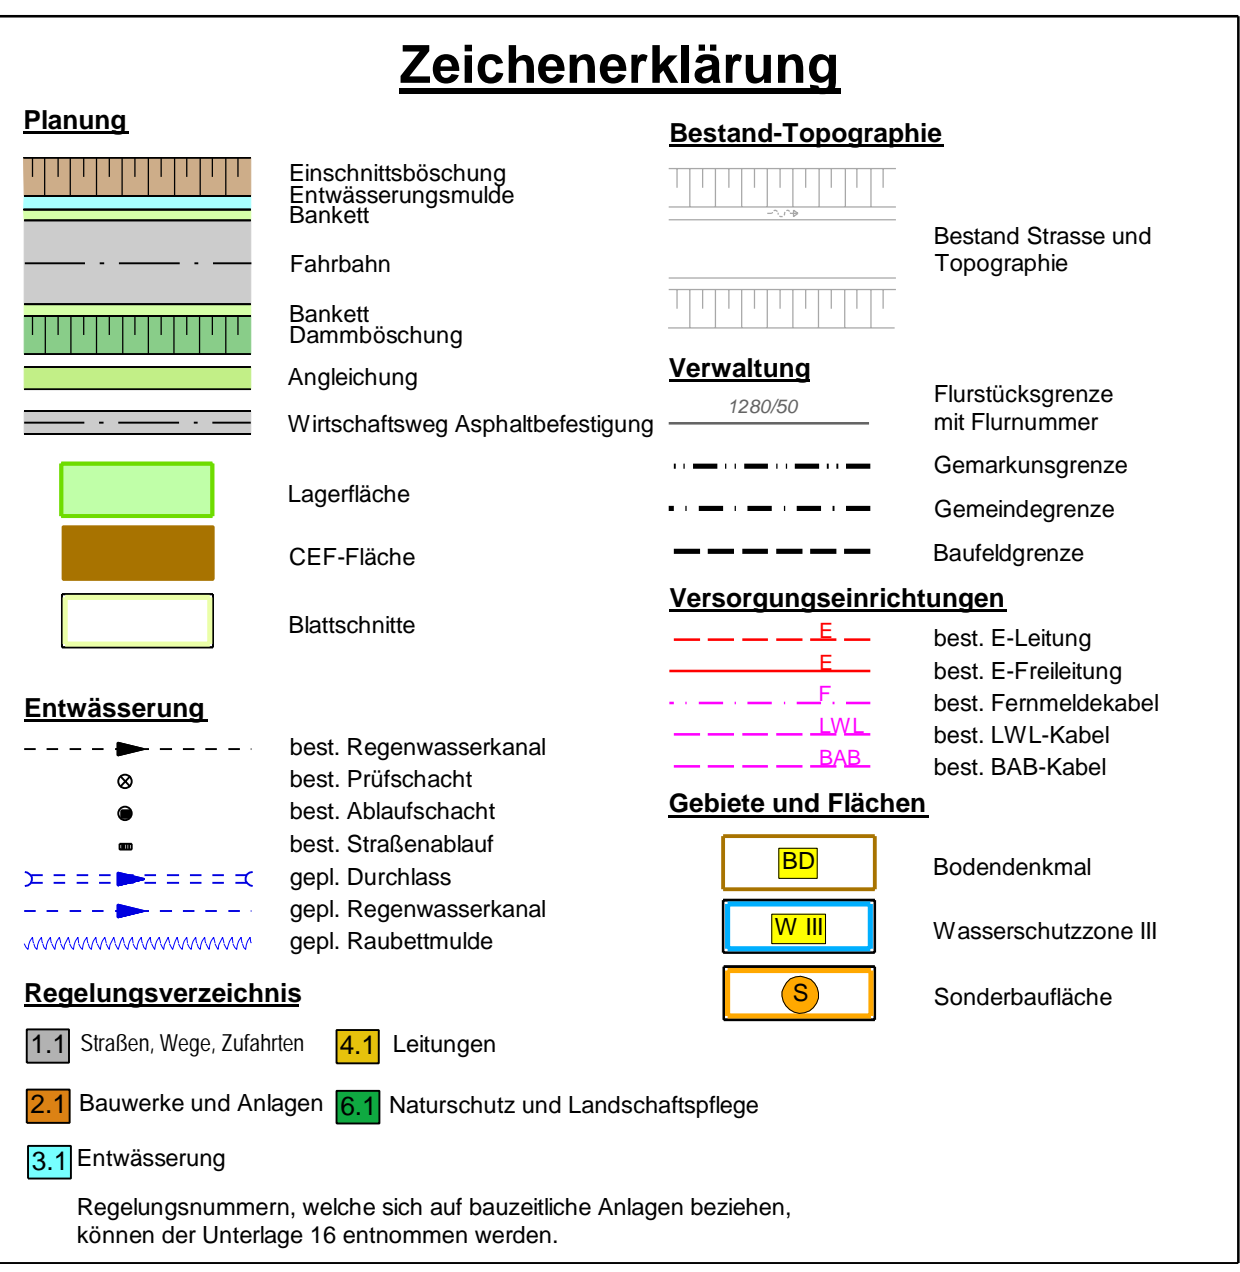 Zeichenerklärung
Planung
Einschnittsböschung
Entwässerungsmulde
Bankett
Fahrbahn
Bankett
Dammböschung
Angleichung
Wirtschaftsweg Asphaltbefestigung
Lagerfläche
CEF-Fläche
Blattschnitte
Entwässerung
best. Regenwasserkanal
best. Prüfschacht
best. Ablaufschacht
best. Straßenablauf
gepl. Durchlass
gepl. Regenwasserkanal
gepl. Raubettmulde
Bestand-Topographie
Bestand Strasse und
Topographie
Verwaltung
1280/50
Flurstücksgrenze
mit Flurnummer
Gemarkunsgrenze
Gemeindegrenze
Baufeldgrenze
Versorgungseinrichtungen
E best. E-Leitung
E best. E-Freileitung
F best. Fernmeldekabel
LWL best. LWL-Kabel
BAB best. BAB-Kabel
Gebiete und Flächen
BD Bodendenkmal
W III Wasserschutzzone III
S Sonderbaufläche
Regelungsverzeichnis
1.1 Straßen, Wege, Zufahrten 4.1 Leitungen
2.1 Bauwerke und Anlagen 6.1 Naturschutz und Landschaftspflege
3.1 Entwässerung
Regelungsnummern, welche sich auf bauzeitliche Anlagen beziehen,
können der Unterlage 16 entnommen werden.